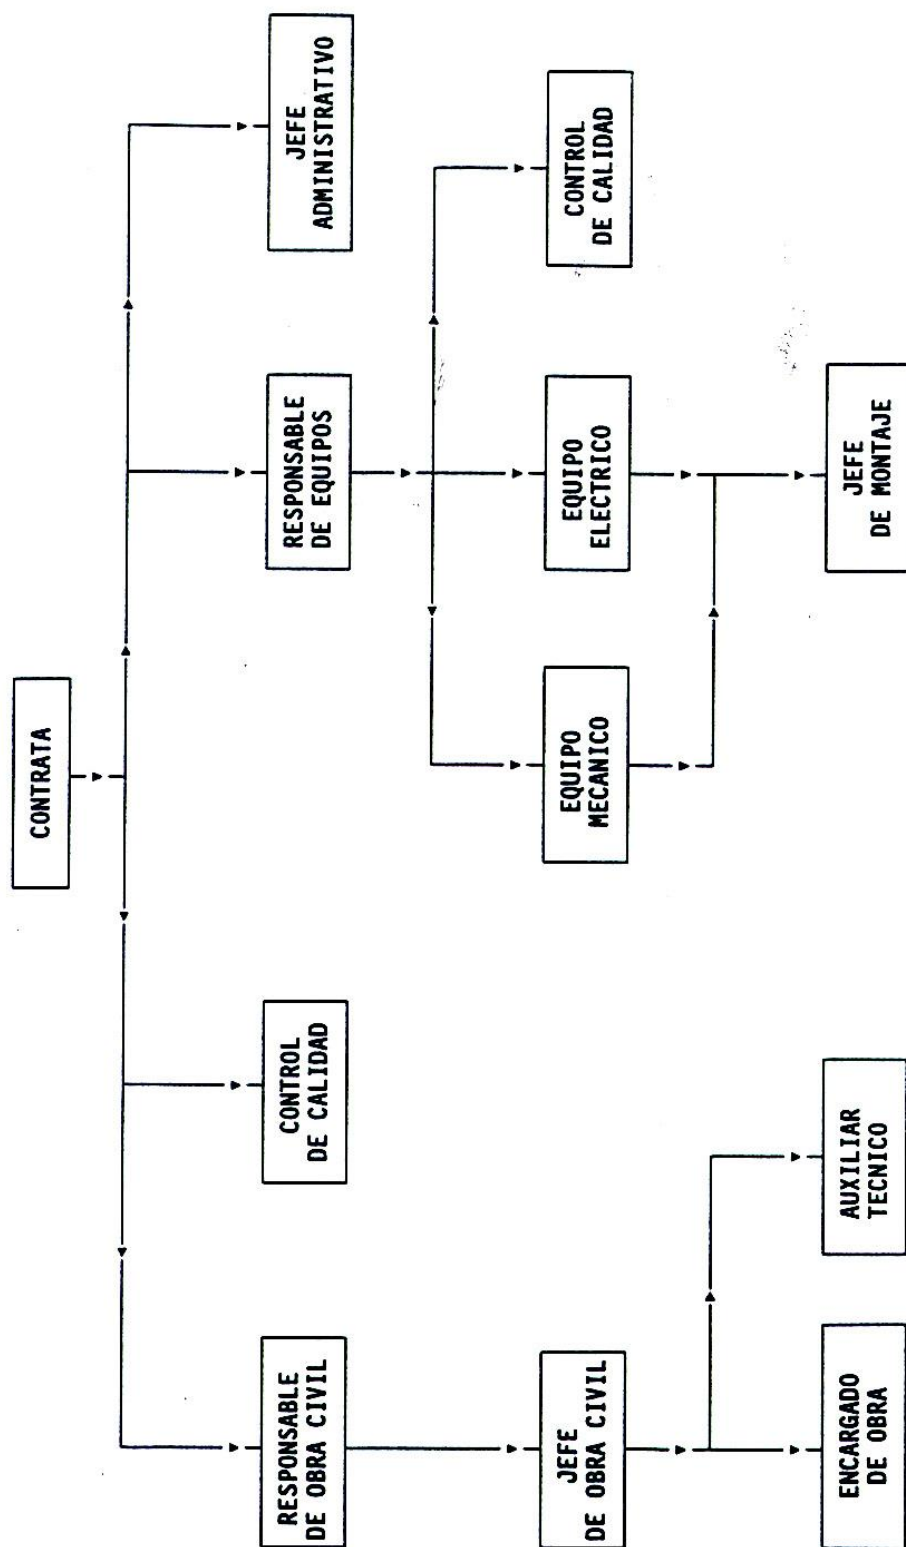 CONTRATA
RESPONSABLE
DE OBRA CIVIL
CONTROL
DE CALIDAD
RESPONSABLE
DE EQUIPOS
JEFE
ADMINISTRATIVO
JEFE
DE OBRA CIVIL
EQUIPO
MECANICO
EQUIPO
ELECTRICO
CONTROL
DE CALIDAD
ENCARGADO
DE OBRA
AUXILIAR
TECNICO
JEFE
DE MONTAJE